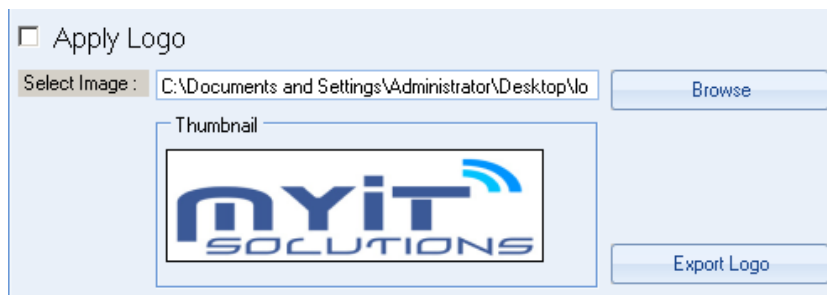 Apply Logo
Select Image :
C:\Documents and Settings\Administrator\Desktop\lo
Browse
Thumbnail
MYiT
SOLUTIONS
Export Logo